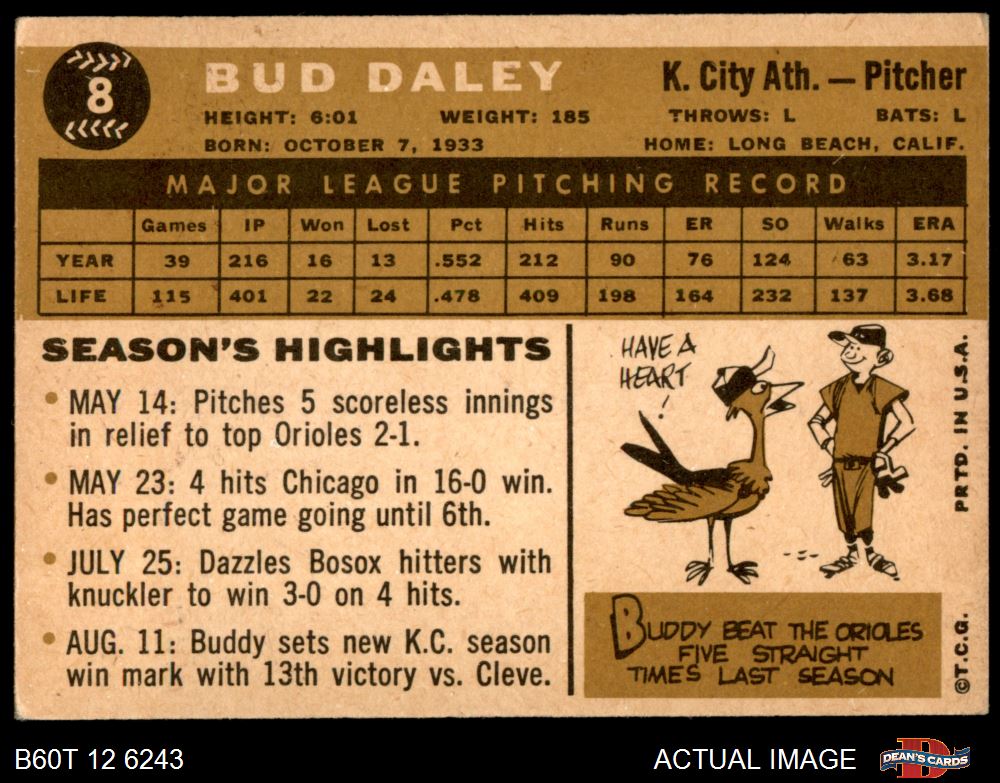 8
BUD DALEY
K. City Ath. — Pitcher
HEIGHT: 6:01 WEIGHT: 185 THROWS: L BATS: L
BORN: OCTOBER 7, 1933 HOME: LONG BEACH, CALIF.
MAJOR LEAGUE PITCHING RECORD
Games IP Won Lost Pct Hits Runs ER SO Walks ERA
YEAR 39 216 16 13 .552 212 90 76 124 63 3.17
LIFE 115 401 22 24 .478 409 198 164 232 137 3.68
SEASON'S HIGHLIGHTS
• MAY 14: Pitches 5 scoreless innings
in relief to top Orioles 2-1.
• MAY 23: 4 hits Chicago in 16-0 win.
Has perfect game going until 6th.
• JULY 25: Dazzles Bosox hitters with
knuckler to win 3-0 on 4 hits.
• AUG. 11: Buddy sets new K.C. season
win mark with 13th victory vs. Cleve.
HAVE A
HEART
!
BUDDY BEAT THE ORIOLES
FIVE STRAIGHT
TIMES LAST SEASON
©T.C.G. PRTD. IN U.S.A.
B60T 12 6243
ACTUAL IMAGE
D
DEAN'S CARDS